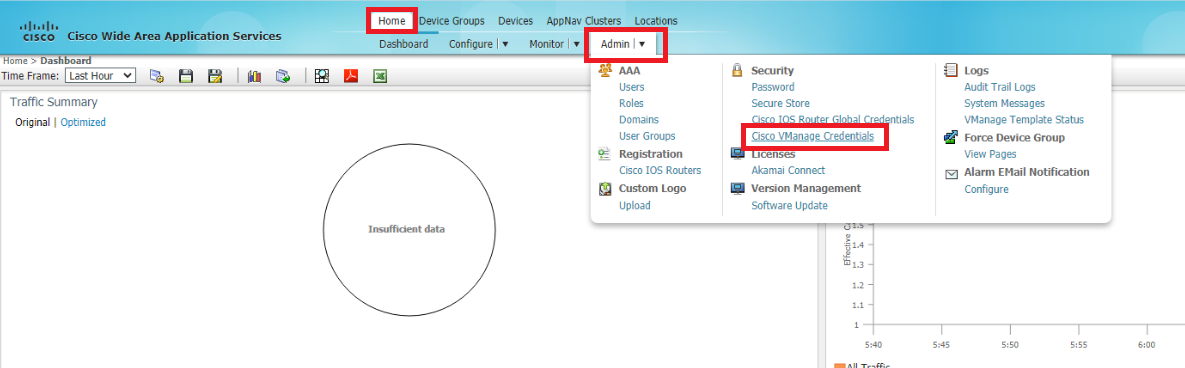 Home Device Groups Devices AppNav Clusters Locations
CISCO Cisco Wide Area Application Services
Dashboard Configure | ▾ Monitor | ▾ Admin | ▾
Home > Dashboard
Time Frame: Last Hour
Traffic Summary
Original | Optimized
Insufficient data
AAA
Users
Roles
Domains
User Groups
Registration
Cisco IOS Routers
Custom Logo
Upload
Security
Password
Secure Store
Cisco IOS Router Global Credentials
Cisco VManage Credentials
Licenses
Akamai Connect
Version Management
Software Update
Logs
Audit Trail Logs
System Messages
VManage Template Status
Force Device Group
View Pages
Alarm EMail Notification
Configure
Effective
1.5
1.4
1.3
1.2
1.1
1
5:40 5:45 5:50 5:55 6:00
All Traffic